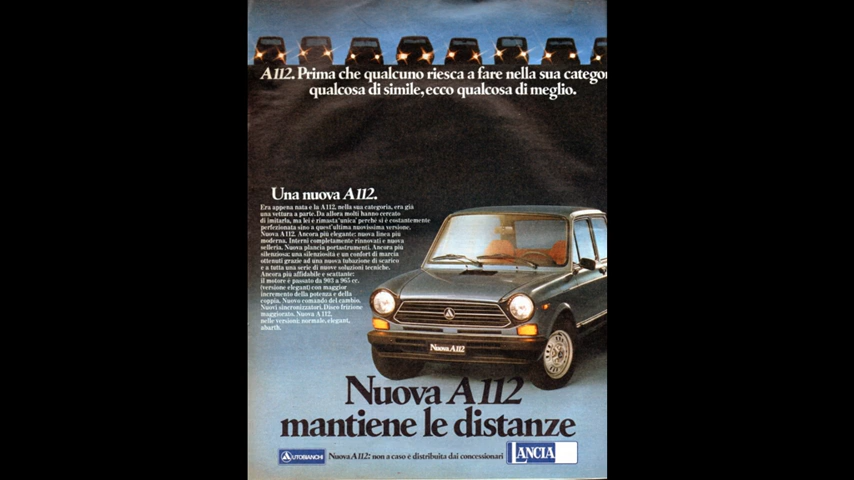 A112. Prima che qualcuno riesca a fare nella sua catego
qualcosa di simile, ecco qualcosa di meglio.
Una nuova A112.
Era appena nata e la A112, nella sua categoria, era già
una vettura a parte. Da allora molti hanno cercato
di imitarla, ma lei è rimasta "unica" perché si è costantemente
perfezionata sino a quest'ultima nuovissima versione.
Nuova A112. Ancora più elegante: nuova linea più
moderna. Interni completamente rinnovati e nuova
selleria. Nuova plancia portastrumenti. Ancora più
silenziosa: una silenziosità e un confort di marcia
ottenuti grazie ad una nuova tubazione di scarico
e a tutta una serie di nuove soluzioni tecniche.
Ancora più affidabile e scattante:
il motore è passato da 903 a 965 cc.
(versione elegant) con maggior
incremento della potenza e della
coppia. Nuovo comando del cambio.
Nuovi sincronizzatori. Disco frizione
maggiorato. Nuova A112,
nelle versioni: normale, elegant,
abarth.
Nuova A112
Nuova A112
mantiene le distanze
AUTOBIANCHI Nuova A112: non a caso è distribuita dai concessionari LANCIA